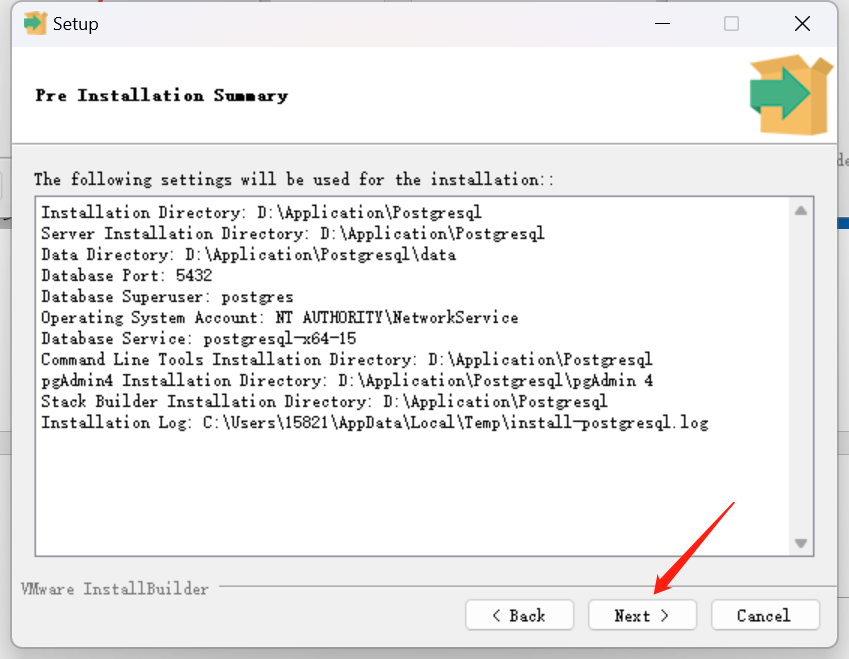 Setup
Pre Installation Summary
The following settings will be used for the installation::
Installation Directory: D:\Application\Postgresql
Server Installation Directory: D:\Application\Postgresql
Data Directory: D:\Application\Postgresql\data
Database Port: 5432
Database Superuser: postgres
Operating System Account: NT AUTHORITY\NetworkService
Database Service: postgresql-x64-15
Command Line Tools Installation Directory: D:\Application\Postgresql
pgAdmin4 Installation Directory: D:\Application\Postgresql\pgAdmin 4
Stack Builder Installation Directory: D:\Application\Postgresql
Installation Log: C:\Users\15821\AppData\Local\Temp\install-postgresql.log
VMware InstallBuilder
< Back Next > Cancel